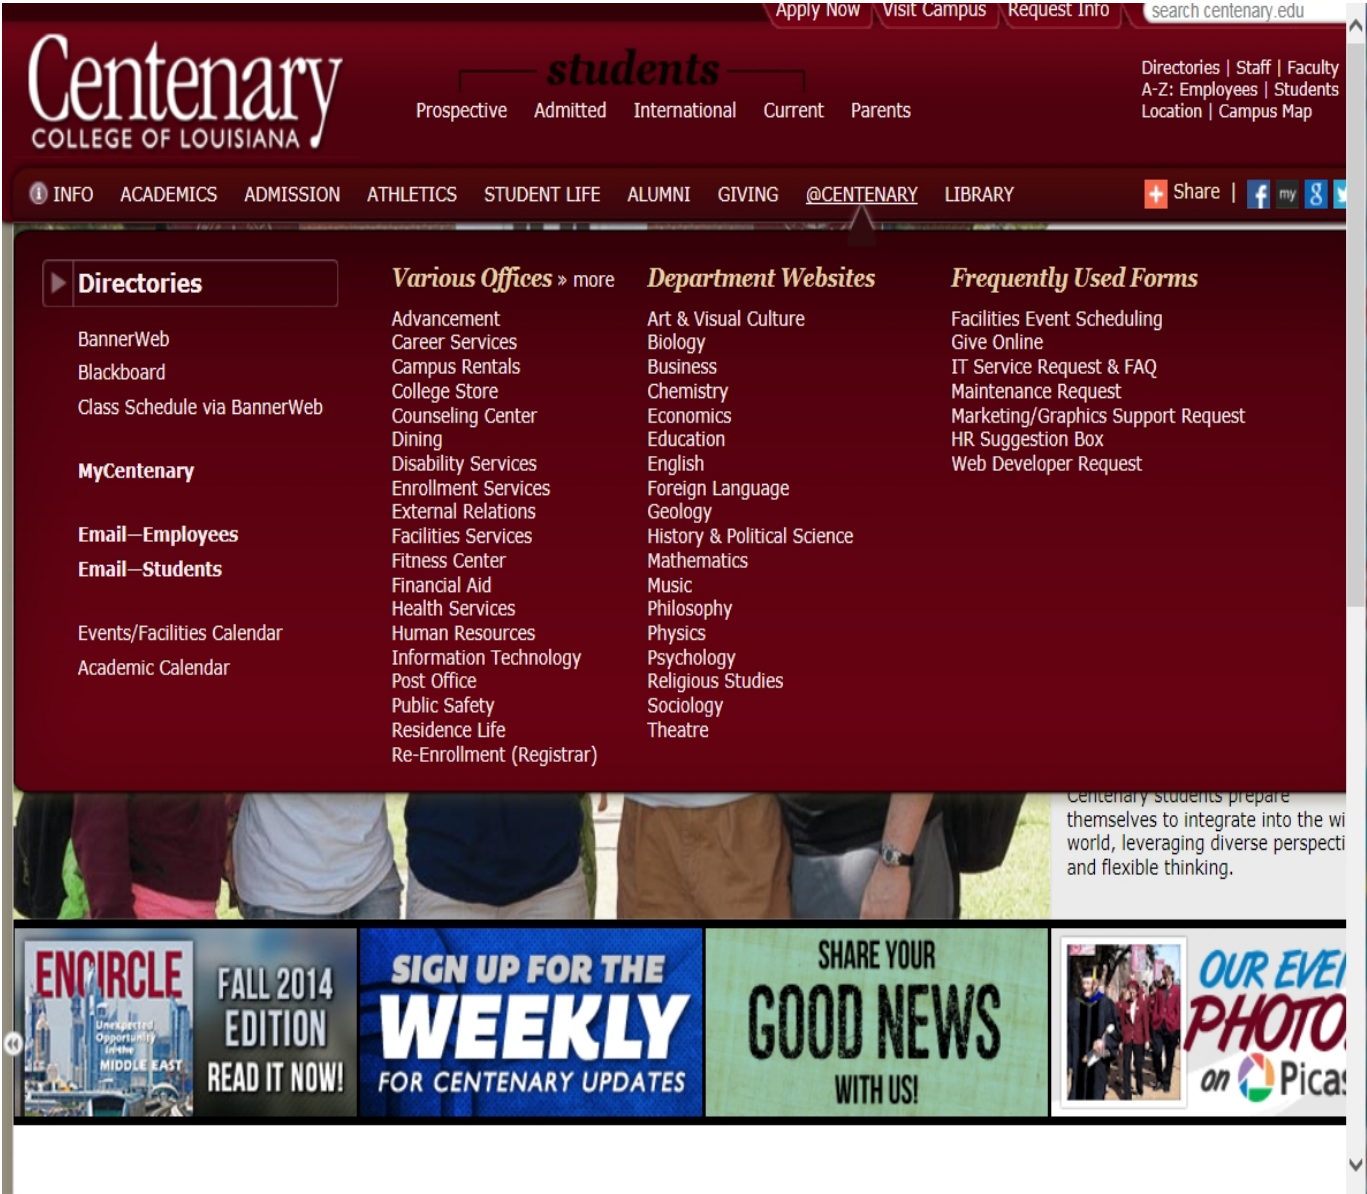 Apply Now Visit Campus Request Info search centenary.edu
Centenary
COLLEGE OF LOUISIANA
students
Prospective Admitted International Current Parents
Directories | Staff | Faculty
A-Z: Employees | Students
Location | Campus Map
INFO ACADEMICS ADMISSION ATHLETICS STUDENT LIFE ALUMNI GIVING @CENTENARY LIBRARY
Share |
my
Directories
BannerWeb
Blackboard
Class Schedule via BannerWeb
MyCentenary
Email—Employees
Email—Students
Events/Facilities Calendar
Academic Calendar
Various Offices » more
Advancement
Career Services
Campus Rentals
College Store
Counseling Center
Dining
Disability Services
Enrollment Services
External Relations
Facilities Services
Fitness Center
Financial Aid
Health Services
Human Resources
Information Technology
Post Office
Public Safety
Residence Life
Re-Enrollment (Registrar)
Department Websites
Art & Visual Culture
Biology
Business
Chemistry
Economics
Education
English
Foreign Language
Geology
History & Political Science
Mathematics
Music
Philosophy
Physics
Psychology
Religious Studies
Sociology
Theatre
Frequently Used Forms
Facilities Event Scheduling
Give Online
IT Service Request & FAQ
Maintenance Request
Marketing/Graphics Support Request
HR Suggestion Box
Web Developer Request
Centenary students prepare
themselves to integrate into the wi
world, leveraging diverse perspecti
and flexible thinking.
ENCIRCLE
Unexpected
Opportunity
in the
MIDDLE EAST
FALL 2014
EDITION
READ IT NOW!
SIGN UP FOR THE
WEEKLY
FOR CENTENARY UPDATES
SHARE YOUR
GOOD NEWS
WITH US!
OUR EVE
PHOTO
on Picas